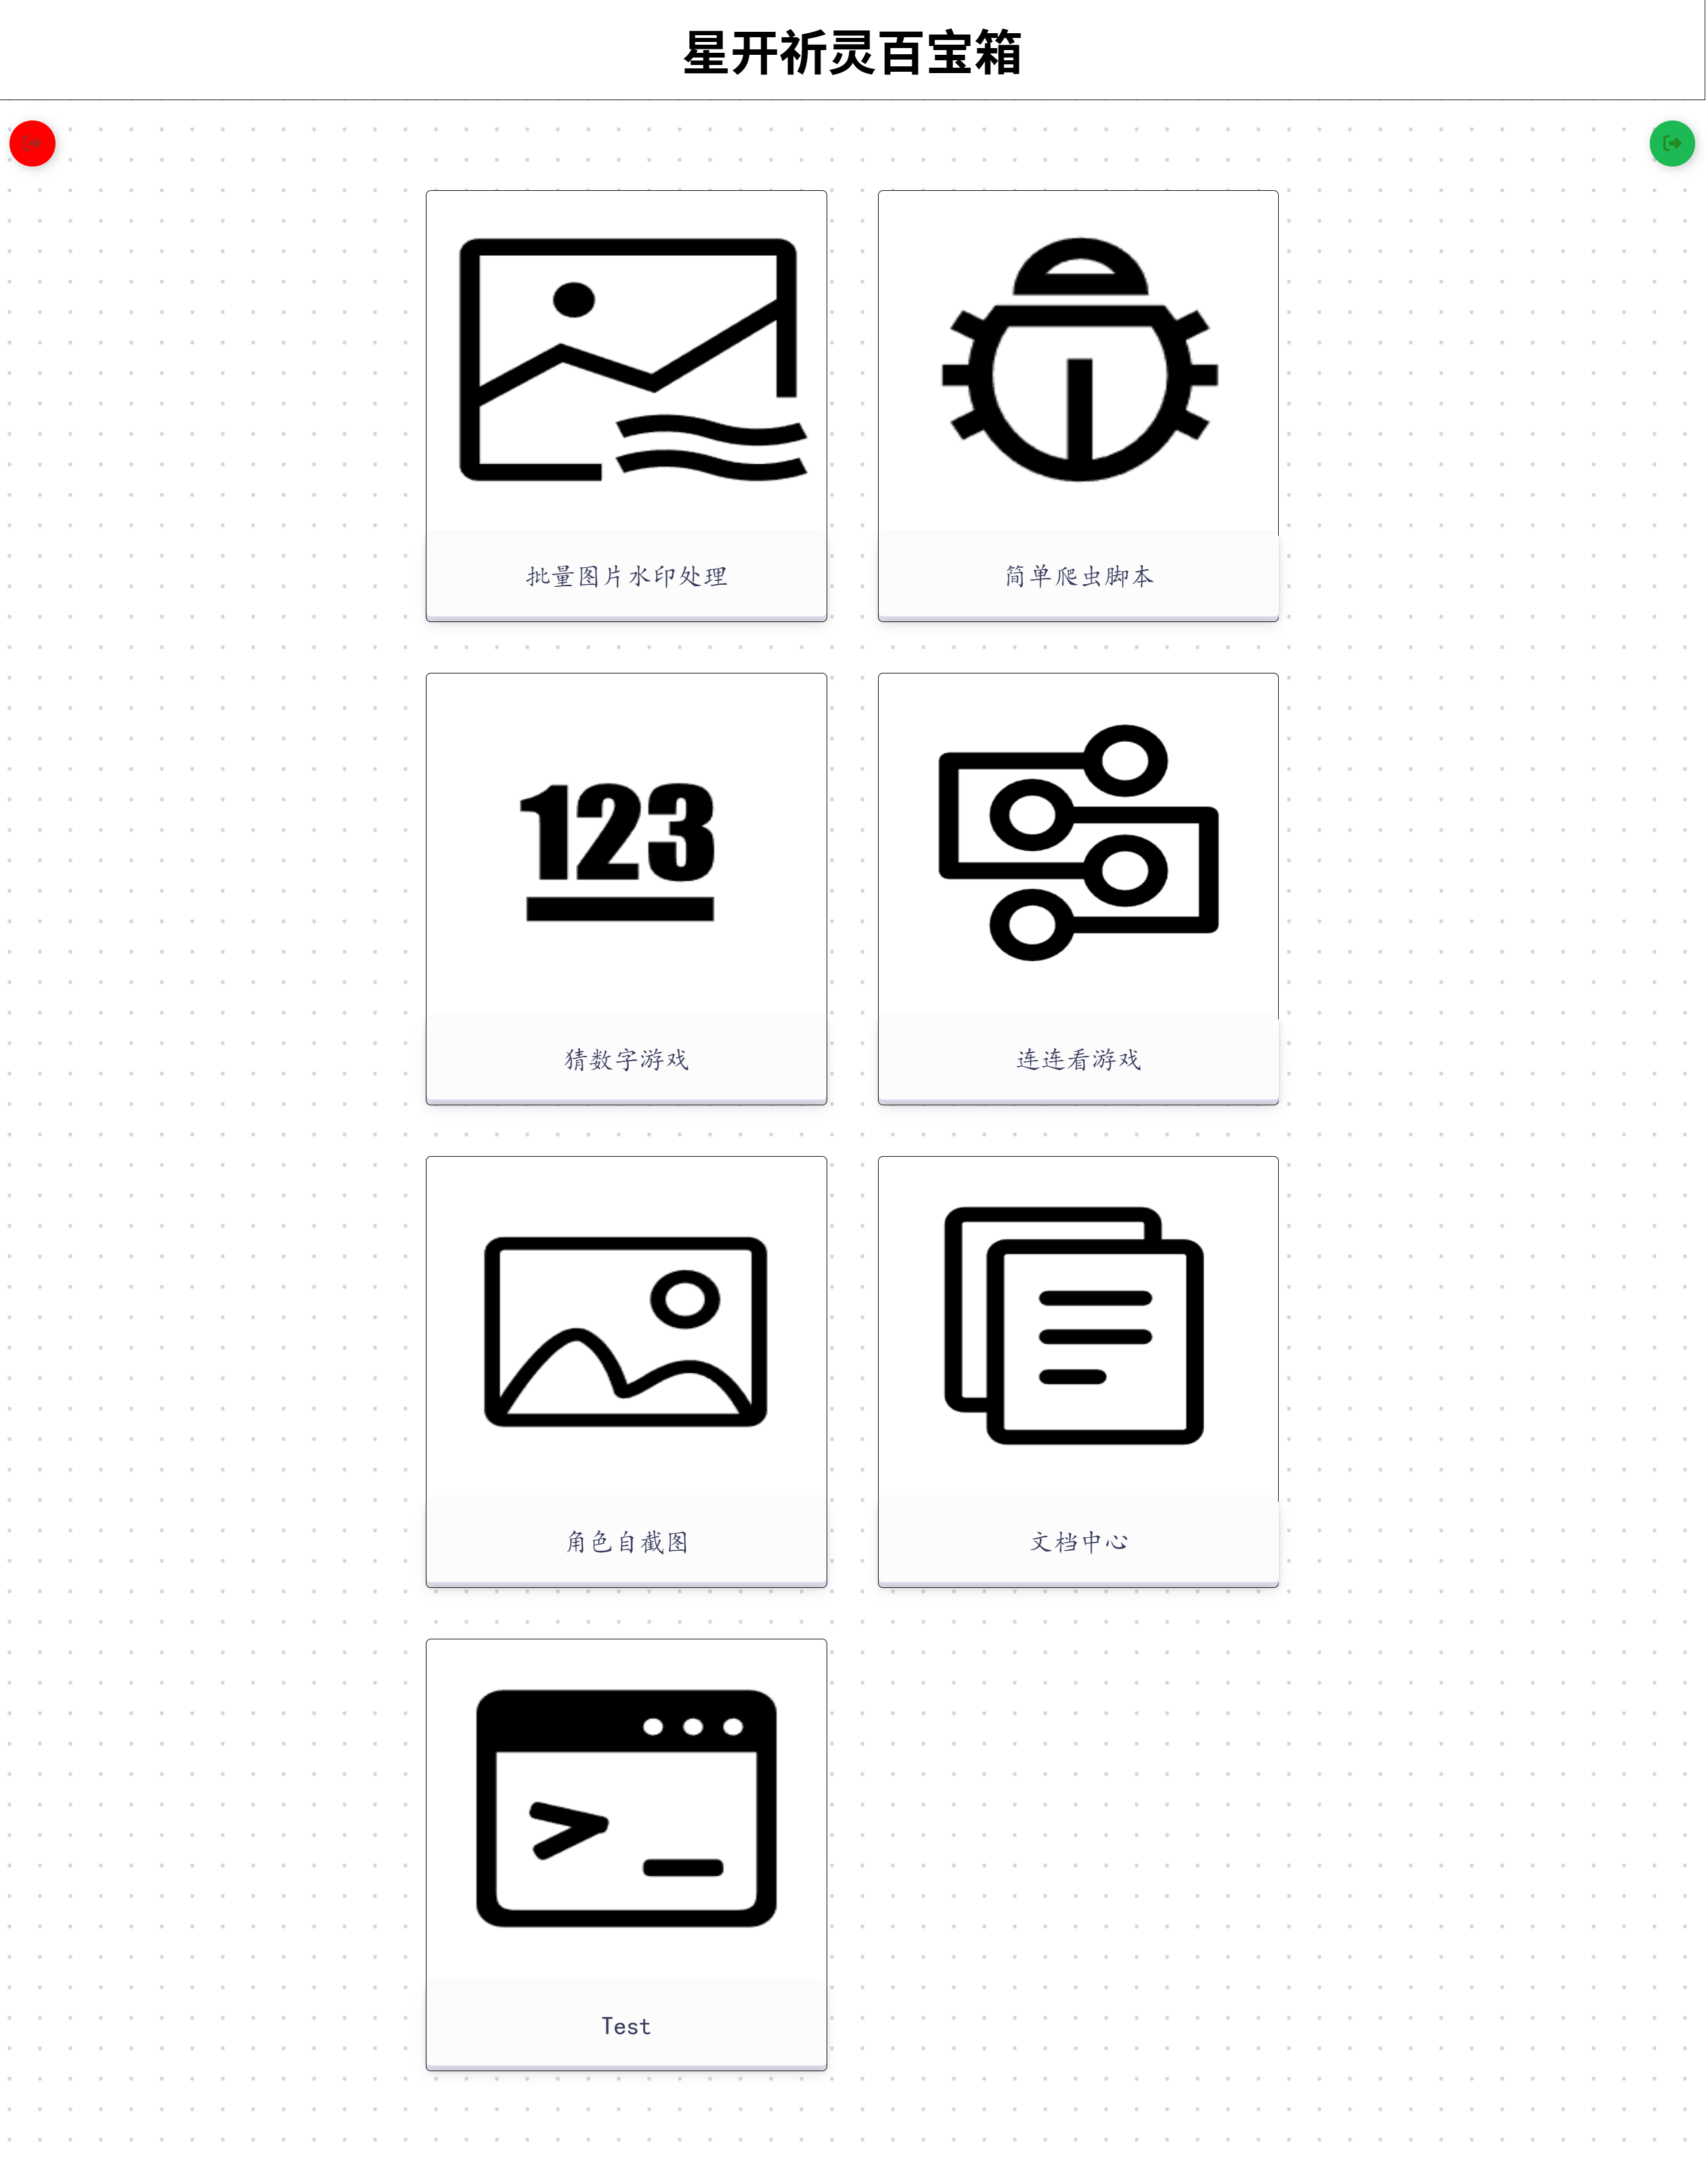 星开祈灵百宝箱
批量图片水印处理
简单爬虫脚本
123
猜数字游戏
连连看游戏
角色自截图
文档中心
Test